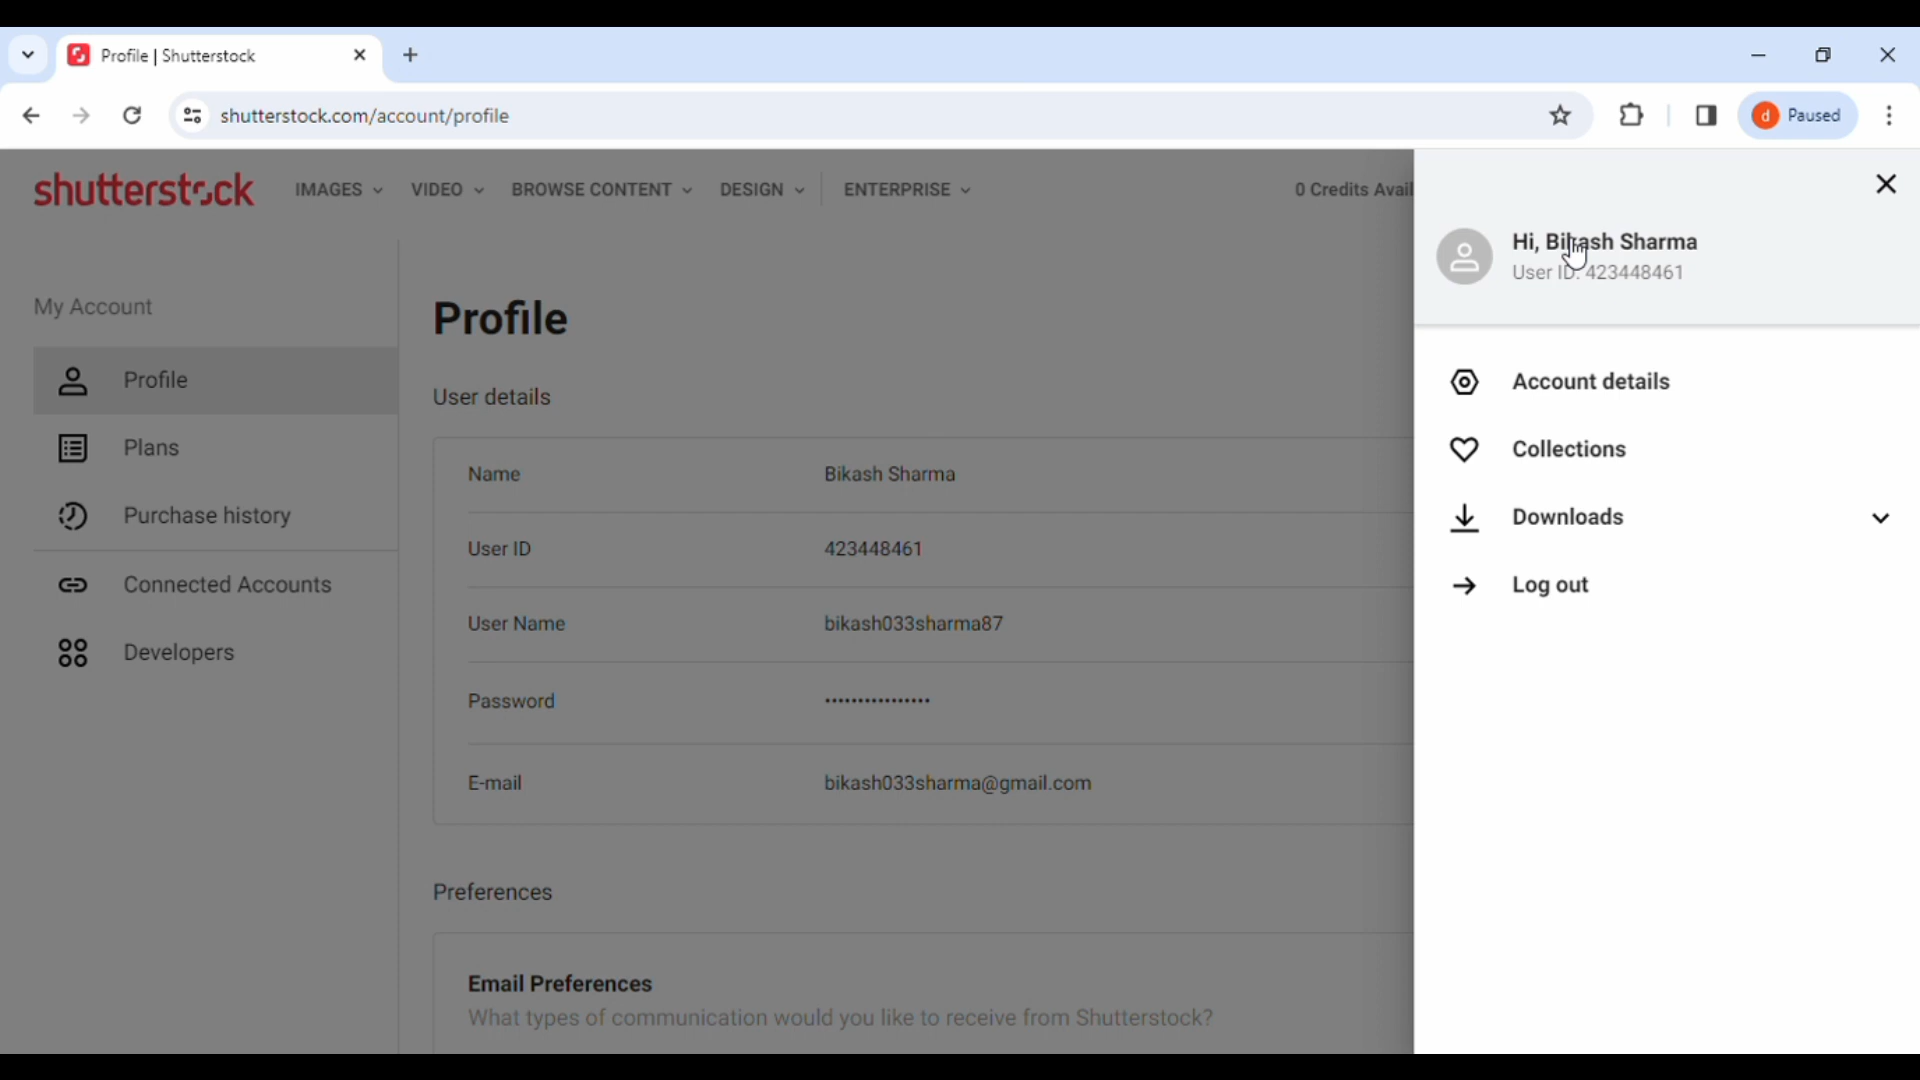 Profile | Shutterstock
shutterstock.com/account/profile
d Paused
shutterstock
IMAGES
VIDEO
BROWSE CONTENT
DESIGN
ENTERPRISE
0 Credits Avail
Hi, Bikash Sharma
User ID: 423448461
My Account
Profile
Plans
Purchase history
Connected Accounts
Developers
Profile
User details
Name Bikash Sharma
User ID 423448461
User Name bikash033sharma87
Password ••••••••••••••••
E-mail bikash033sharma@gmail.com
Preferences
Email Preferences
What types of communication would you like to receive from Shutterstock?
Account details
Collections
Downloads
Log out